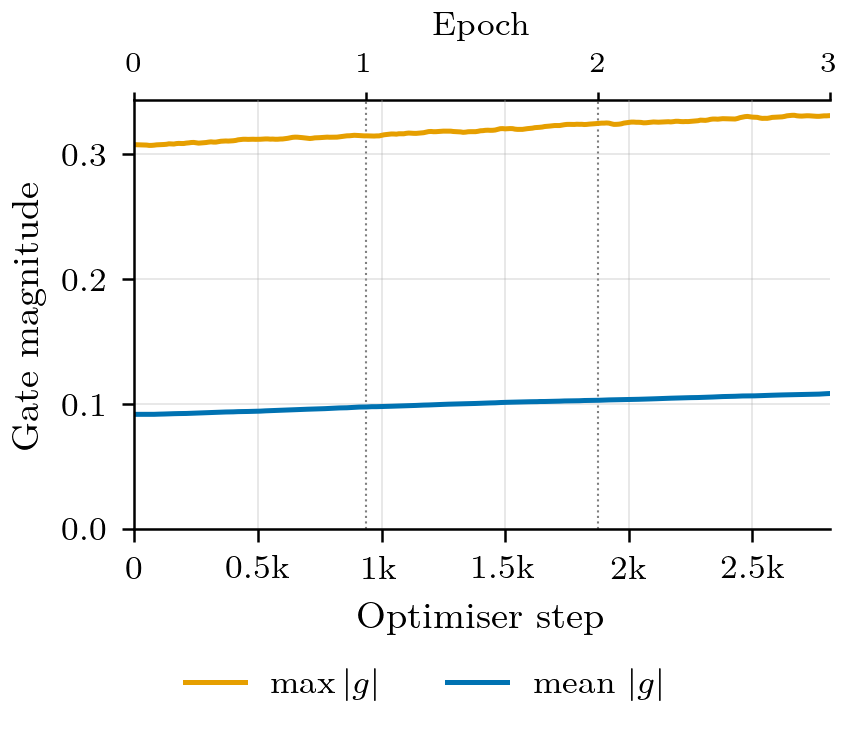 Epoch
0 1 2 3
Gate magnitude
0.3
0.2
0.1
0.0
0 0.5k 1k 1.5k 2k 2.5k
Optimiser step
max |g| mean |g|